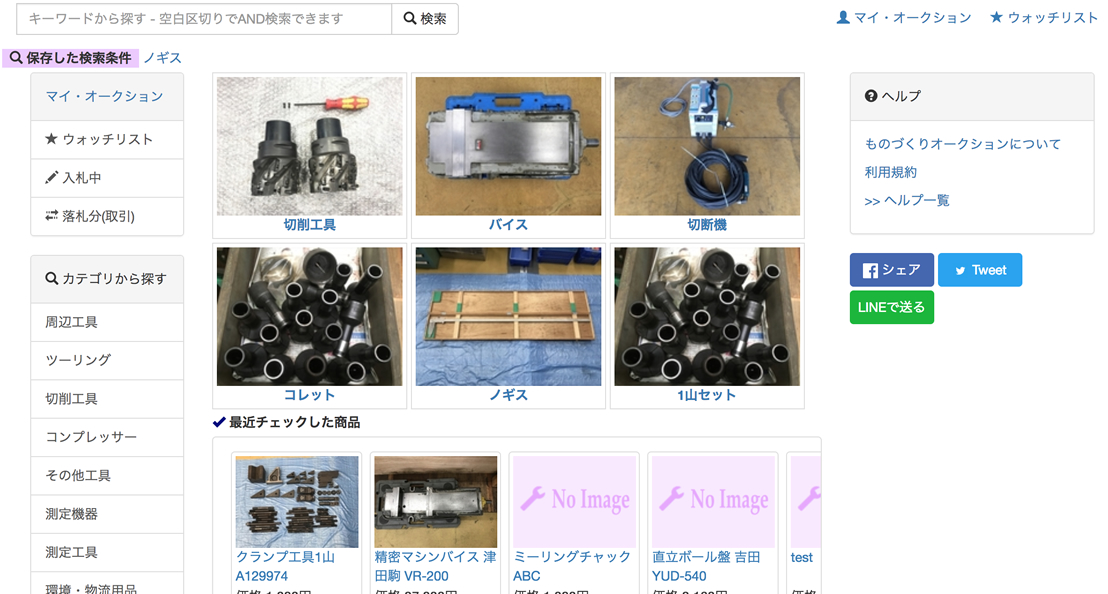 キーワードから探す - 空白区切りでAND検索できます
検索
マイ・オークション
ウォッチリスト
保存した検索条件 ノギス
マイ・オークション
ウォッチリスト
入札中
落札分(取引)
カテゴリから探す
周辺工具
ツーリング
切削工具
コンプレッサー
その他工具
測定機器
測定工具
環境・物流用品
切削工具
バイス
切断機
コレット
ノギス
1山セット
最近チェックした商品
クランプ工具1山
A129974
精密マシンバイス 津
田駒 VR-200
No Image
ミーリングチャック
ABC
No Image
直立ボール盤 吉田
YUD-540
test
ヘルプ
ものづくりオークションについて
利用規約
>> ヘルプ一覧
シェア
Tweet
LINEで送る